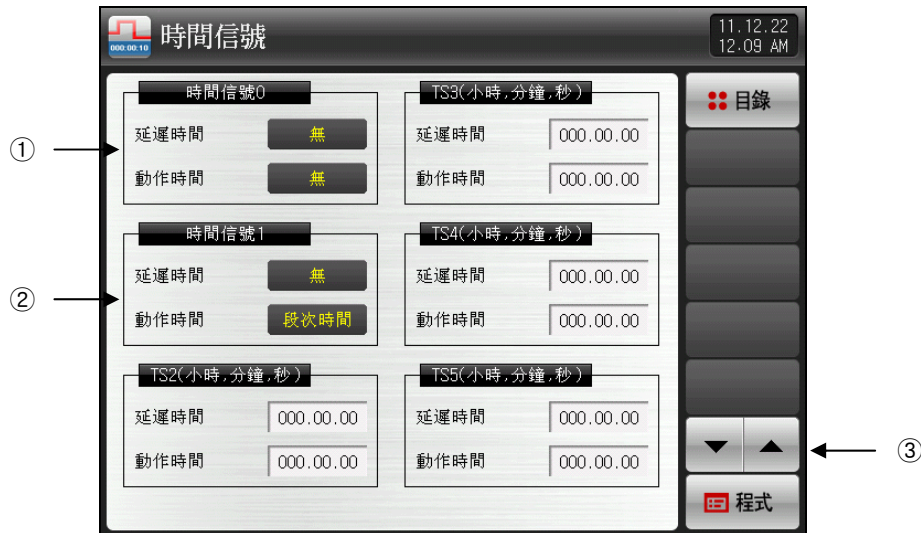 000:00:10
時間信號
11.12.22
12.09 AM
時間信號0
延遲時間 無
動作時間 無
時間信號1
延遲時間 無
動作時間 段次時間
TS2(小時,分鐘,秒)
延遲時間 000.00.00
動作時間 000.00.00
TS3(小時,分鐘,秒)
延遲時間 000.00.00
動作時間 000.00.00
TS4(小時,分鐘,秒)
延遲時間 000.00.00
動作時間 000.00.00
TS5(小時,分鐘,秒)
延遲時間 000.00.00
動作時間 000.00.00
目錄
程式
①
②
③